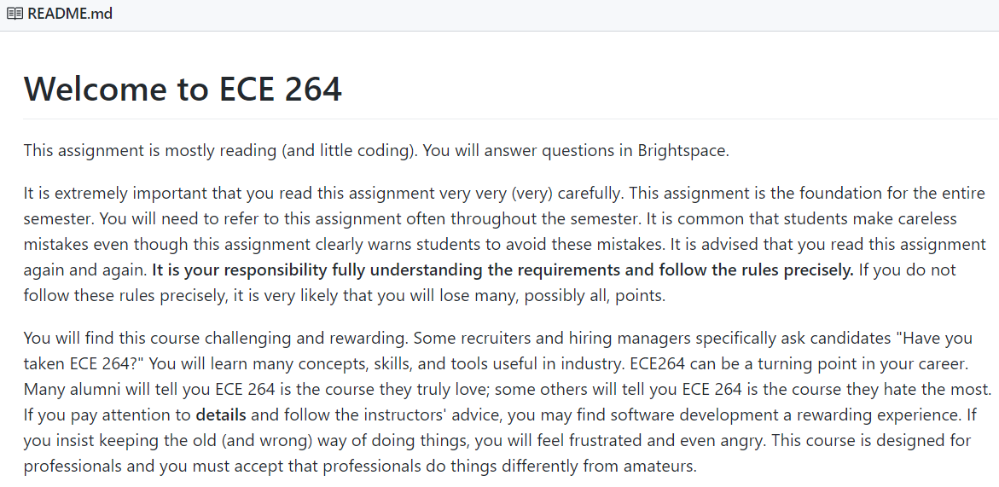 README.md
Welcome to ECE 264
This assignment is mostly reading (and little coding). You will answer questions in Brightspace.
It is extremely important that you read this assignment very very (very) carefully. This assignment is the foundation for the entire
semester. You will need to refer to this assignment often throughout the semester. It is common that students make careless
mistakes even though this assignment clearly warns students to avoid these mistakes. It is advised that you read this assignment
again and again. It is your responsibility fully understanding the requirements and follow the rules precisely. If you do not
follow these rules precisely, it is very likely that you will lose many, possibly all, points.
You will find this course challenging and rewarding. Some recruiters and hiring managers specifically ask candidates "Have you
taken ECE 264?" You will learn many concepts, skills, and tools useful in industry. ECE264 can be a turning point in your career.
Many alumni will tell you ECE 264 is the course they truly love; some others will tell you ECE 264 is the course they hate the most.
If you pay attention to details and follow the instructors' advice, you may find software development a rewarding experience. If
you insist keeping the old (and wrong) way of doing things, you will feel frustrated and even angry. This course is designed for
professionals and you must accept that professionals do things differently from amateurs.